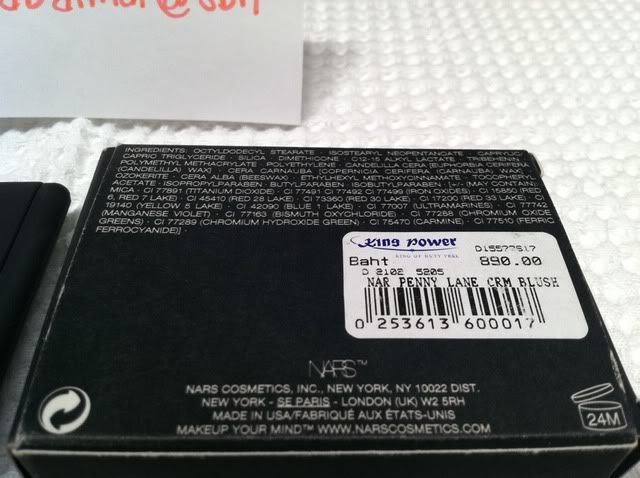 INGREDIENTS: OCTYLDODECYL STEARATE - ISOSTEARYL NEOPENTANOATE - CAPRYLIC/
CAPRIC TRIGLYCERIDE - SILICA - DIMETHICONE - C12-15 ALKYL LACTATE - TRIBEHENIN -
POLYMETHYL METHACRYLATE - POLYETHYLENE - CANDELILLA CERA (EUPHORBIA CERIFERA
(CANDELILLA) WAX) - CERA CARNAUBA (COPERNICIA CERIFERA (CARNAUBA) WAX) -
OZOKERITE - CERA ALBA (BEESWAX) - ETHYLHEXYL METHOXYCINNAMATE - TOCOPHERYL
ACETATE - ISOPROPYLPARABEN - BUTYLPARABEN - ISOBUTYLPARABEN - [+/- (MAY CONTAIN)
MICA - CI 77891 (TITANIUM DIOXIDE) - CI 77491 CI 77492 CI 77499 (IRON OXIDES) - CI 15850 (RED
6, RED 7 LAKE) - CI 45410 (RED 28 LAKE) - CI 73360 (RED 30 LAKE) - CI 17200 (RED 33 LAKE) - CI
19140 (YELLOW 5 LAKE) - CI 42090 (BLUE 1 LAKE) - CI 77007 (ULTRAMARINES) - CI 77742
(MANGANESE VIOLET) - CI 77163 (BISMUTH OXYCHLORIDE) - CI 77288 (CHROMIUM OXIDE
GREENS) - CI 77289 (CHROMIUM HYDROXIDE GREEN) - CI 75470 (CARMINE) - CI 77510 (FERRIC
FERROCYANIDE)]
King Power
KING OF DUTY FREE
Baht 890.00
D 2102 5205
NAR PENNY LANE CRM BLUSH
0 253613 600017
NARS™
NARS COSMETICS, INC., NEW YORK, NY 10022 DIST.
NEW YORK - SE PARIS - LONDON (UK) W2 5RH
MADE IN USA/FABRIQUÉ AUX ÉTATS-UNIS
MAKEUP YOUR MIND™ WWW.NARSCOSMETICS.COM
24M